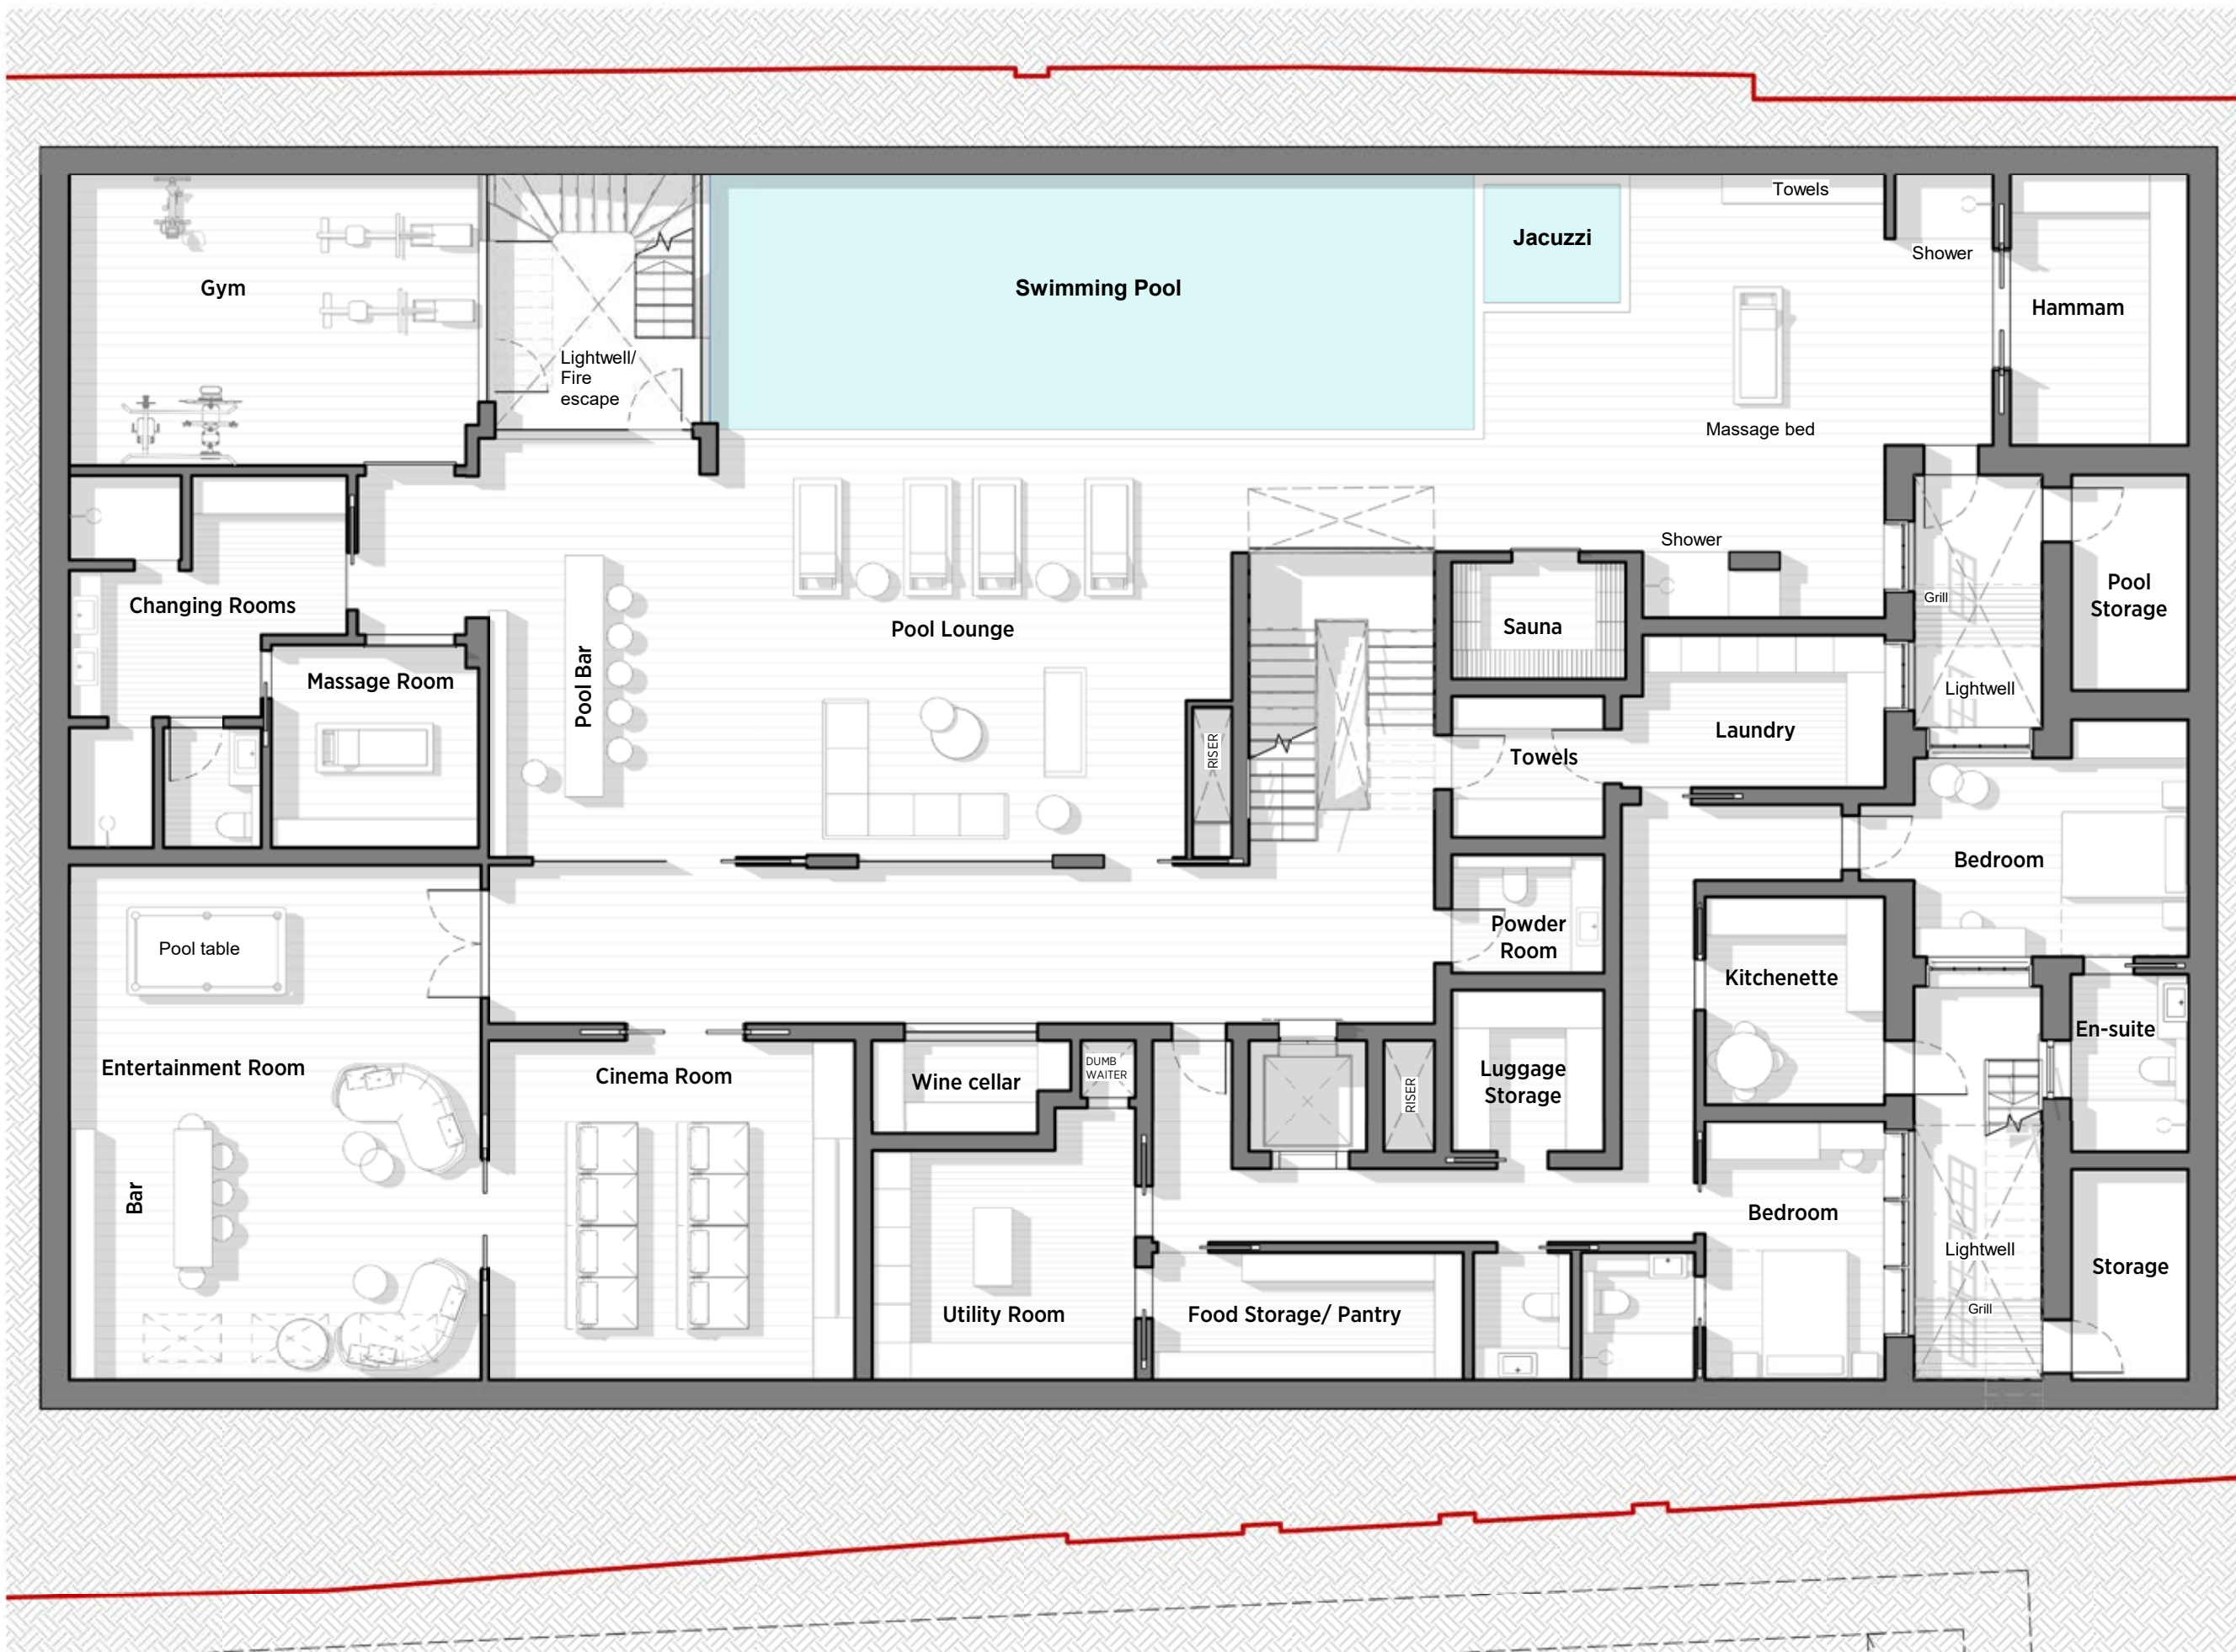 Towels
Jacuzzi
Shower
Swimming Pool
Gym
Hammam
Lightwell/
Fire
escape
Massage bed
Shower
Changing Rooms
Pool
Storage
Grill
Sauna
Pool Lounge
Massage Room
Pool Bar
Lightwell
Laundry
RISER
Towels
Bedroom
Powder
Room
Pool table
Kitchenette
En-suite
Entertainment Room
Cinema Room
DUMB
WAITER
Wine cellar
Luggage
Storage
RISER
Bar
Bedroom
Lightwell
Storage
Grill
Utility Room
Food Storage/ Pantry